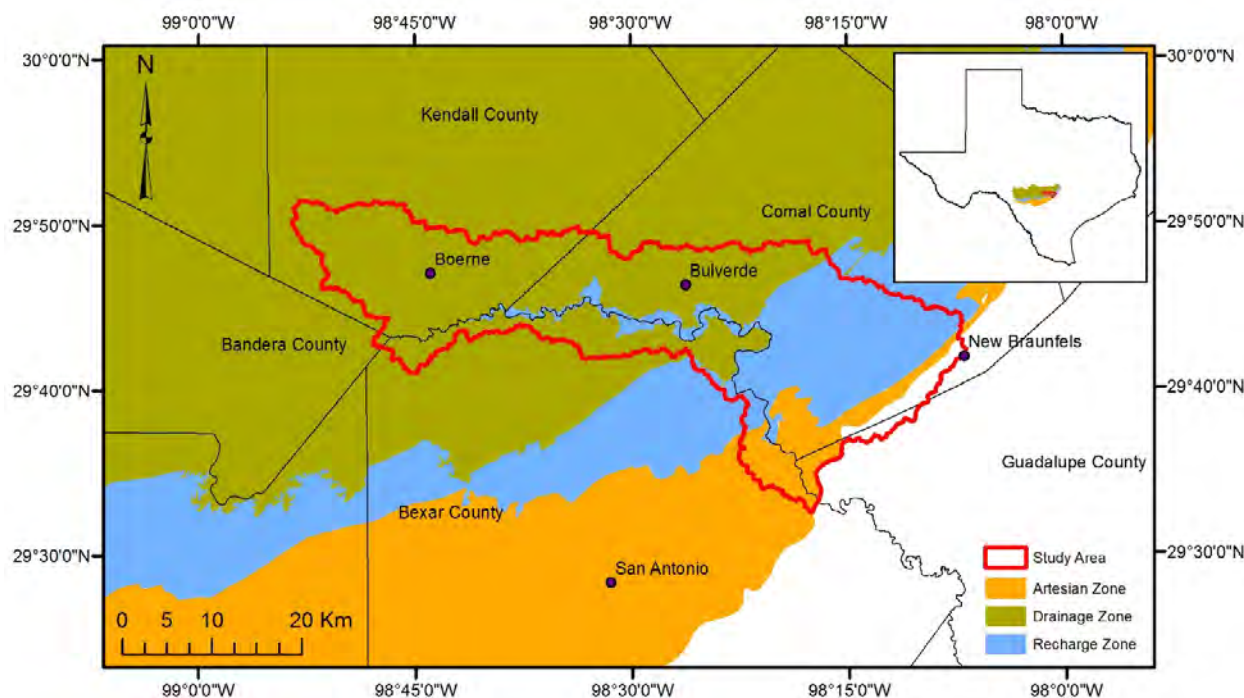 99°0'0"W 98°45'0"W 98°30'0"W 98°15'0"W 98°0'0"W
30°0'0"N 30°0'0"N
N
Kendall County
Comal County
29°50'0"N 29°50'0"N
Boerne
Bulverde
Bandera County
New Braunfels
29°40'0"N 29°40'0"N
Guadalupe County
Bexar County
29°30'0"N 29°30'0"N
San Antonio
Study Area
Artesian Zone
Drainage Zone
Recharge Zone
0 5 10 20 Km
99°0'0"W 98°45'0"W 98°30'0"W 98°15'0"W 98°0'0"W